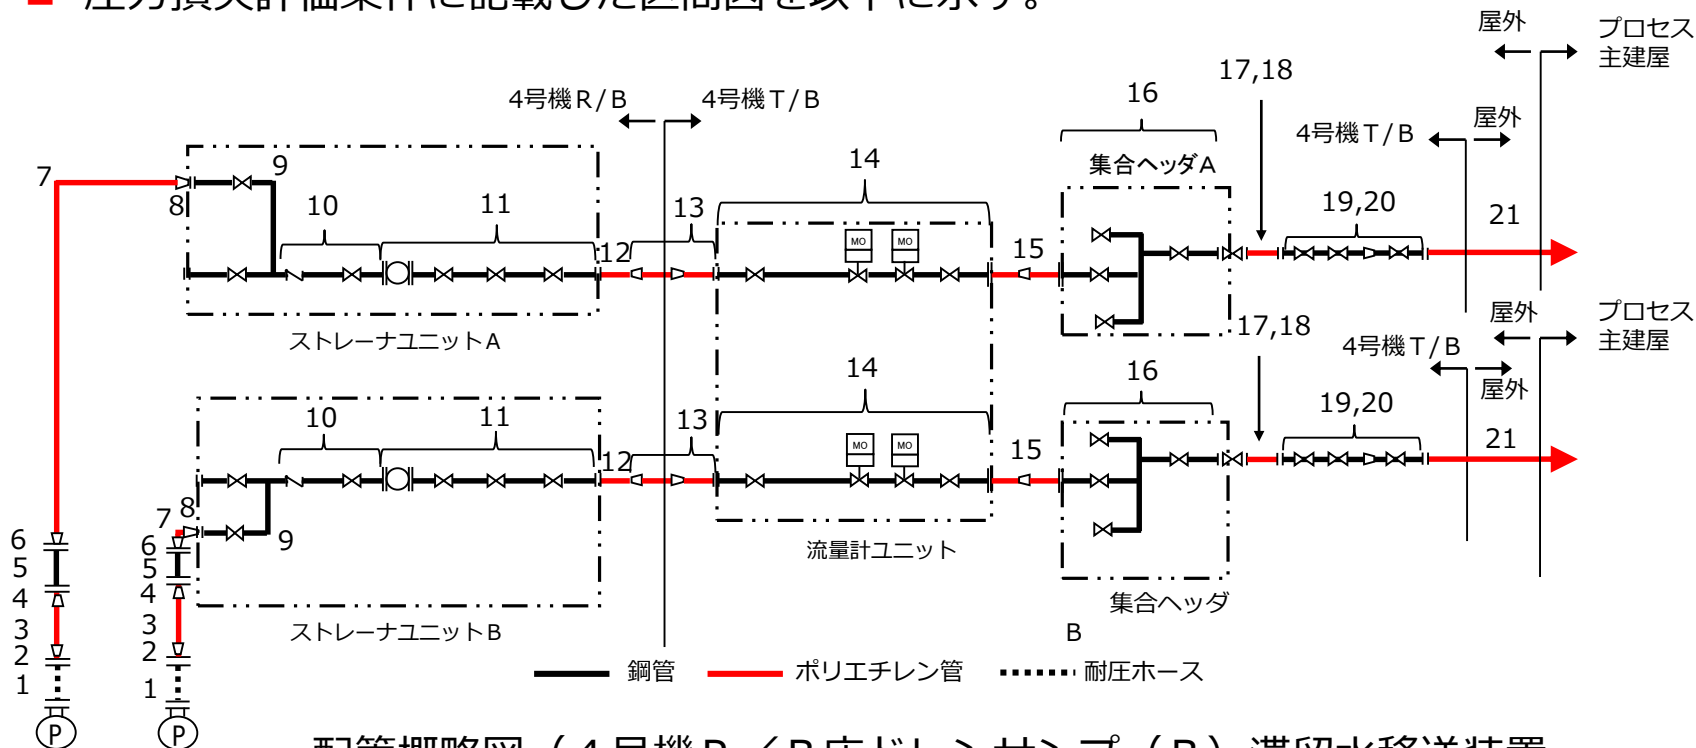 屋外
プロセス
主建屋
17,18
16
4号機R/B
4号機T/B
屋外
4号機T/B
集合ヘッダA
14
9
7
8
10
11
13
19,20
21
12
15
MO
MO
ストレーナユニットA
屋外
プロセス
主建屋
17,18
4号機T/B
14
16
屋外
10
11
13
19,20
21
12
15
MO
MO
7
8
9
6
5
4
3
2
1
P
6
5
4
3
2
1
P
流量計ユニット
集合ヘッダ
B
ストレーナユニットB
鋼管
ポリエチレン管
耐圧ホース